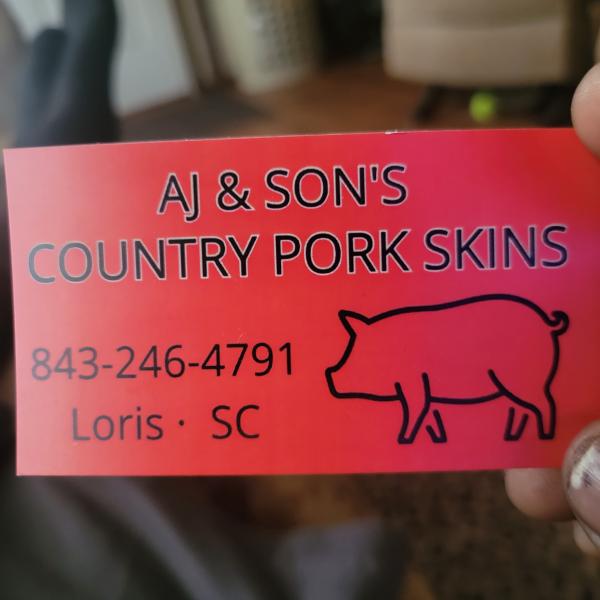 AJ & SON'S
COUNTRY PORK SKINS
843-246-4791
Loris · SC